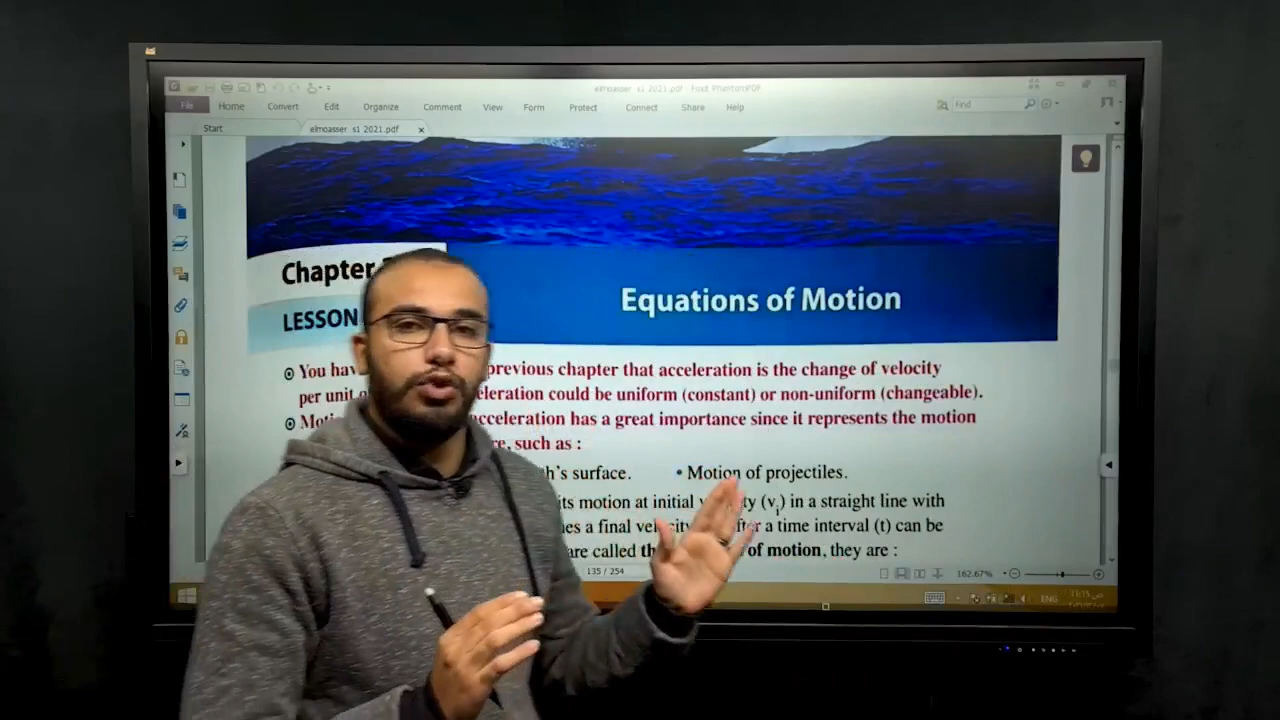 elmoasser s1 2021.pdf - Foxit PhantomPDF
File Home Convert Edit Organize Comment View Form Protect Connect Share Help Find
Start elmoasser s1 2021.pdf
Chapter
Equations of Motion
LESSON
You previous chapter that acceleration is the change of velocity
per unit could be uniform (constant) or non-uniform (changeable).
acceleration has a great importance since it represents the motion
such as :
surface. • Motion of projectiles.
its motion at initial (vi) in a straight line with
a final a time interval (t) can be
are called of motion, they are :
135 / 254 162.67%
ENG